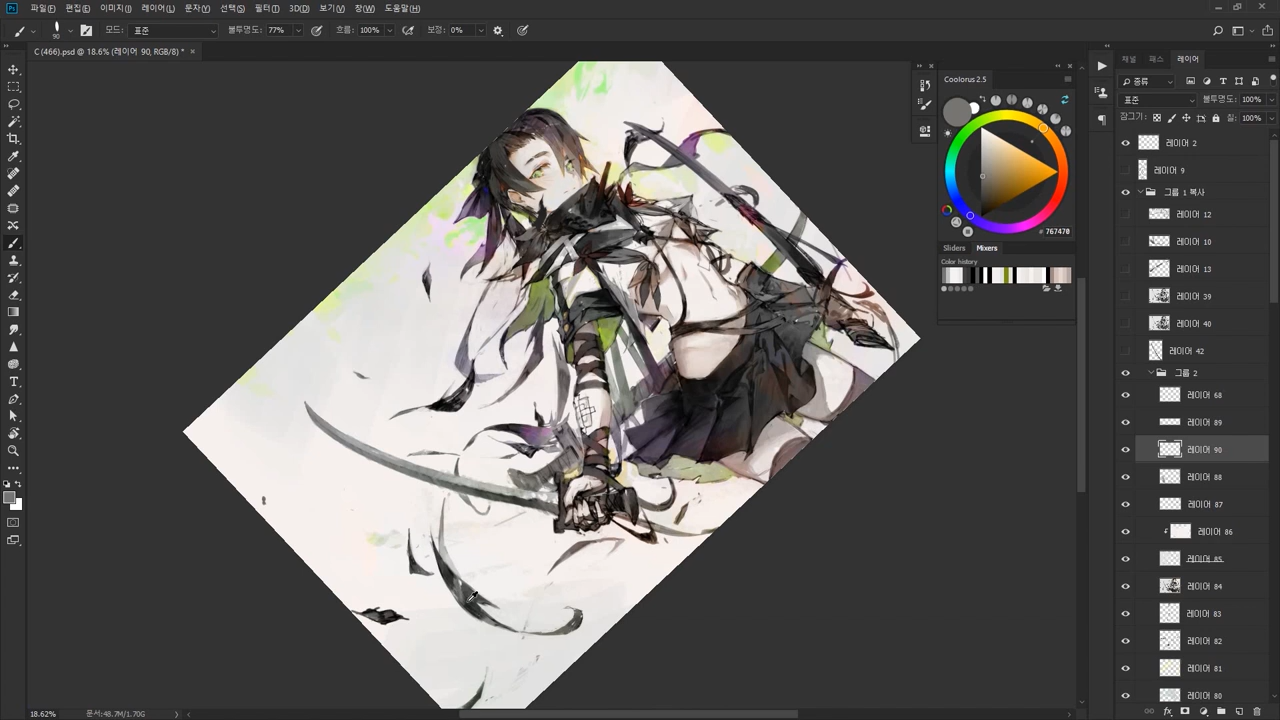 파일(F) 편집(E) 이미지(I) 레이어(L) 문자(Y) 선택(S) 필터(T) 3D(D) 보기(V) 창(W) 도움말(H)
90 모드: 표준 불투명도: 77% 흐름: 100% 보정: 0%
C (466).psd @ 18.6% (레이어 90, RGB/8) *
채널 패스 레이어
Coolorus 2.5
종류
표준 불투명도: 100%
잠그기: 칠: 100%
레이어 2
레이어 9
그룹 1 복사
레이어 12
# 767470
레이어 10
Sliders Mixers
Color history
레이어 13
레이어 39
레이어 40
레이어 42
그룹 2
레이어 68
레이어 89
레이어 90
레이어 88
레이어 87
레이어 86
레이어 85
레이어 84
레이어 83
레이어 82
레이어 81
레이어 80
18.62% 문서:48.7M/1.70G